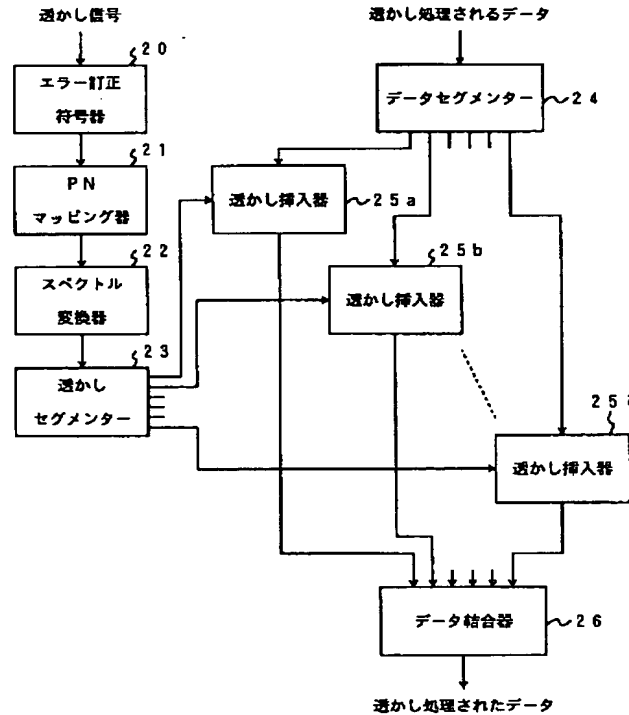 透かし信号
透かし処理されるデータ
20
エラー訂正
符号器
データセグメンター
24
21
PN
マッピング器
透かし挿入器
25a
22
スペクトル
変換器
25b
透かし挿入器
23
透かし
セグメンター
透かし挿入器
データ結合器
26
透かし処理されたデータ